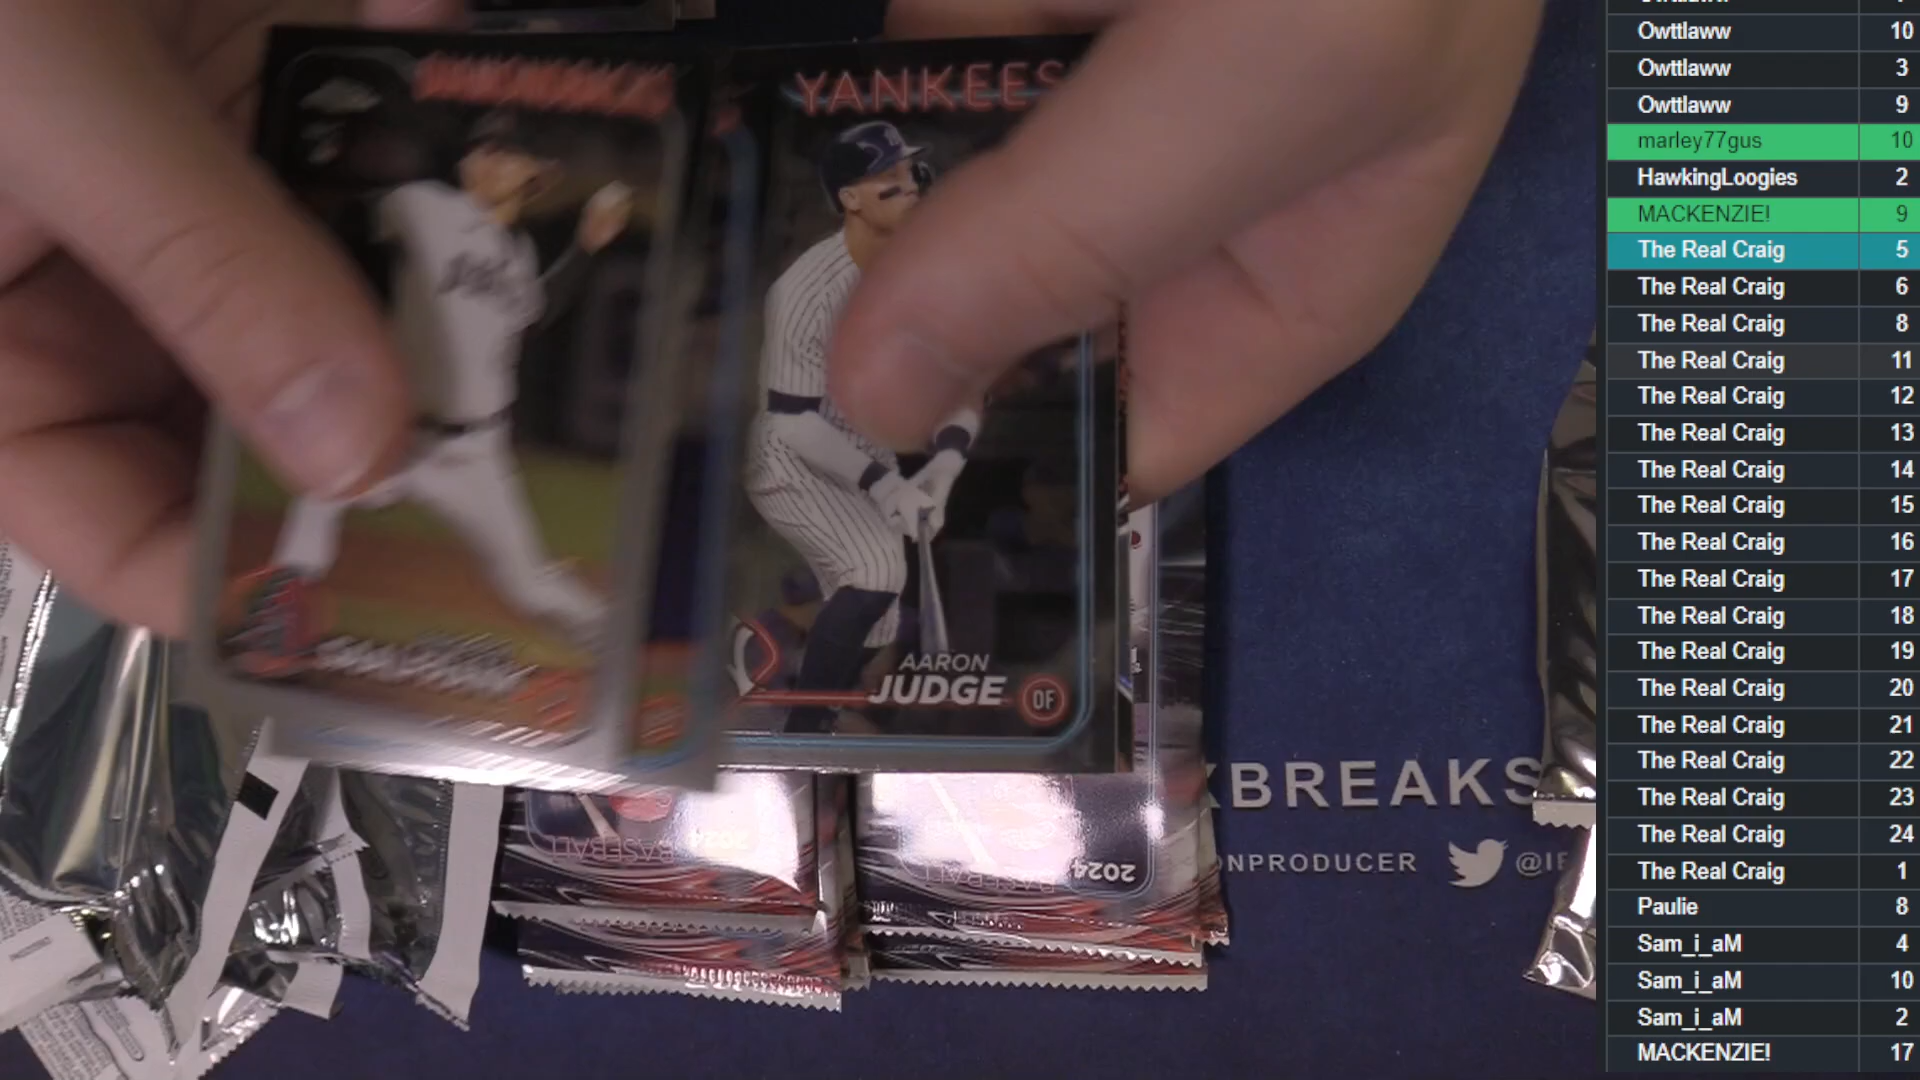 YANKEES
AARON
JUDGE
OF
BASEBALL
2024
BASEBALL
2024
XBREAKS
ONPRODUCER
Owttlaww 10
Owttlaww 3
Owttlaww 9
marley77gus 10
HawkingLoogies 2
MACKENZIE! 9
The Real Craig 5
The Real Craig 6
The Real Craig 8
The Real Craig 11
The Real Craig 12
The Real Craig 13
The Real Craig 14
The Real Craig 15
The Real Craig 16
The Real Craig 17
The Real Craig 18
The Real Craig 19
The Real Craig 20
The Real Craig 21
The Real Craig 22
The Real Craig 23
The Real Craig 24
The Real Craig 1
Paulie 8
Sam_i_aM 4
Sam_i_aM 10
Sam_i_aM 2
MACKENZIE! 17